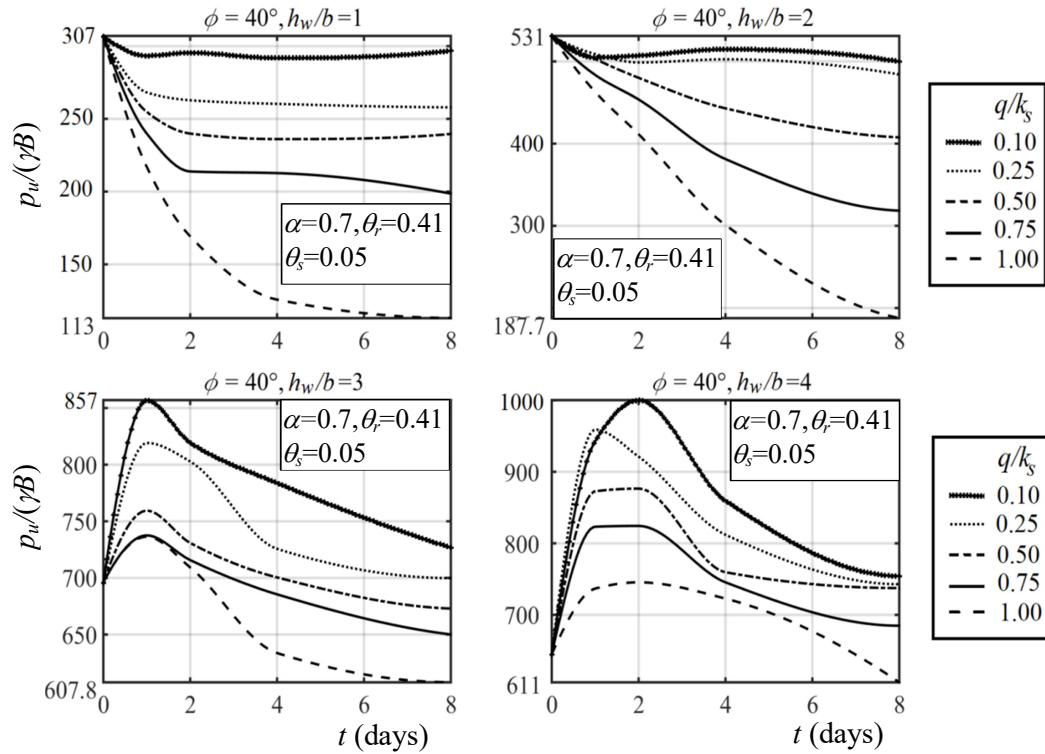 ϕ = 40°, h_w/b=1
307
250
200
150
113
p_u/(γB)
α=0.7, θ_r=0.41
θ_s=0.05
0 2 4 6 8
ϕ = 40°, h_w/b=2
531
400
300
187.7
α=0.7, θ_r=0.41
θ_s=0.05
0 2 4 6 8
q/k_s
0.10
0.25
0.50
0.75
1.00
ϕ = 40°, h_w/b=3
857
800
750
700
650
607.8
p_u/(γB)
α=0.7, θ_r=0.41
θ_s=0.05
0 2 4 6 8
t (days)
ϕ = 40°, h_w/b=4
1000
900
800
700
611
α=0.7, θ_r=0.41
θ_s=0.05
0 2 4 6 8
t (days)
q/k_s
0.10
0.25
0.50
0.75
1.00